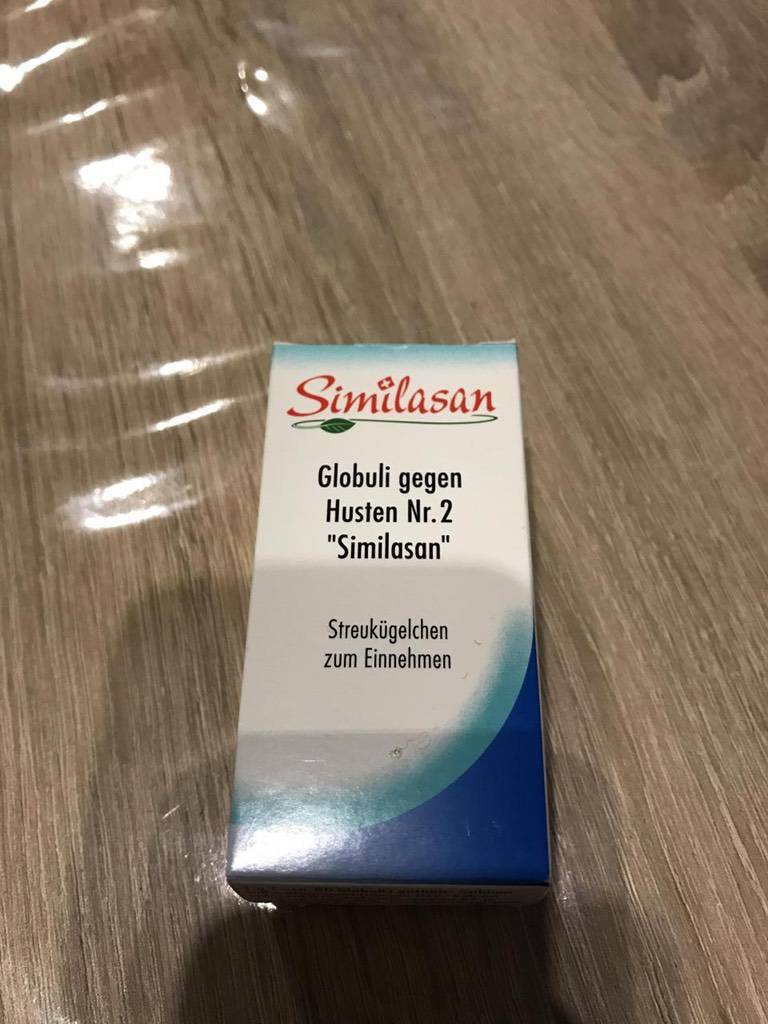 Similasan
Globuli gegen
Husten Nr. 2
"Similasan"
Streukügelchen
zum Einnehmen